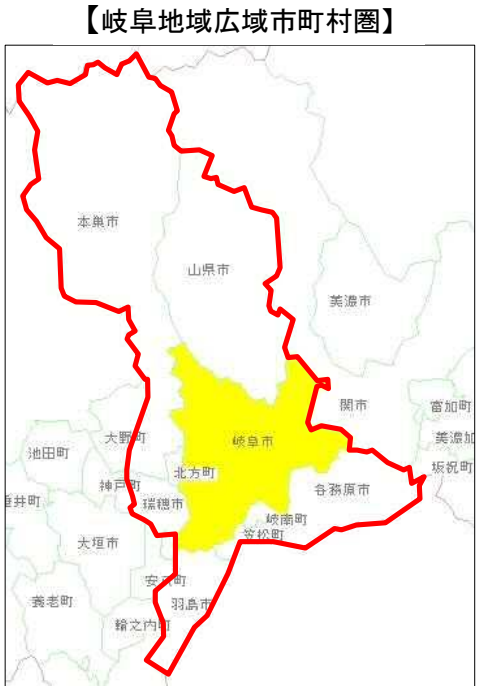 【岐阜地域広域市町村圏】
本巣市
山県市
美濃市
関市
富加町
大野町
岐阜市
美濃加
池田町
北方町
坂祝町
神戸町
各務原市
垂井町
瑞穂市
岐南町
大垣市
笠松町
安八町
養老町
羽島市
輪之内町